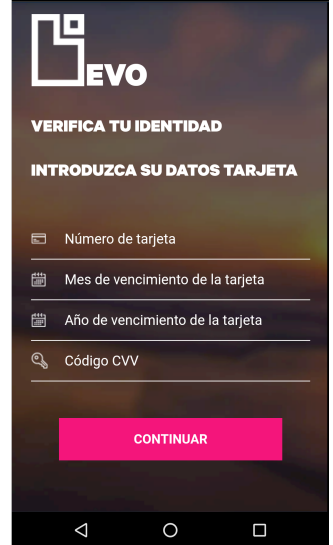 EVO
VERIFICA TU IDENTIDAD
INTRODUZCA SU DATOS TARJETA
Número de tarjeta
Mes de vencimiento de la tarjeta
Año de vencimiento de la tarjeta
Código CVV
CONTINUAR